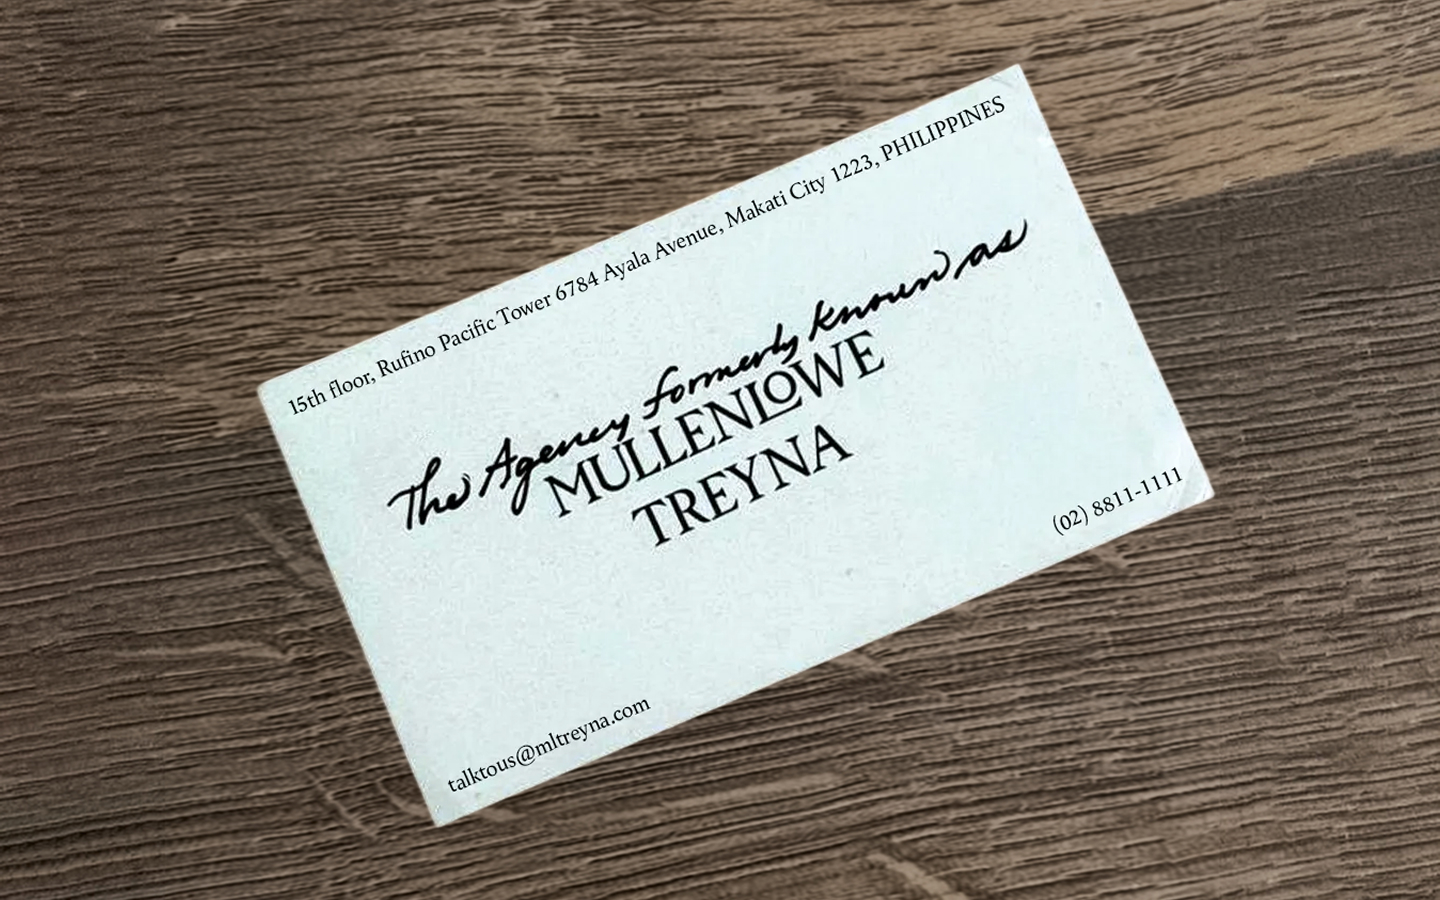 15th floor, Rufino Pacific Tower 6784 Ayala Avenue, Makati City 1223, PHILIPPINES
The Agency formerly known as
MULLENLOWE
TREYNA
(02) 8811-1111
talktous@mltreyna.com